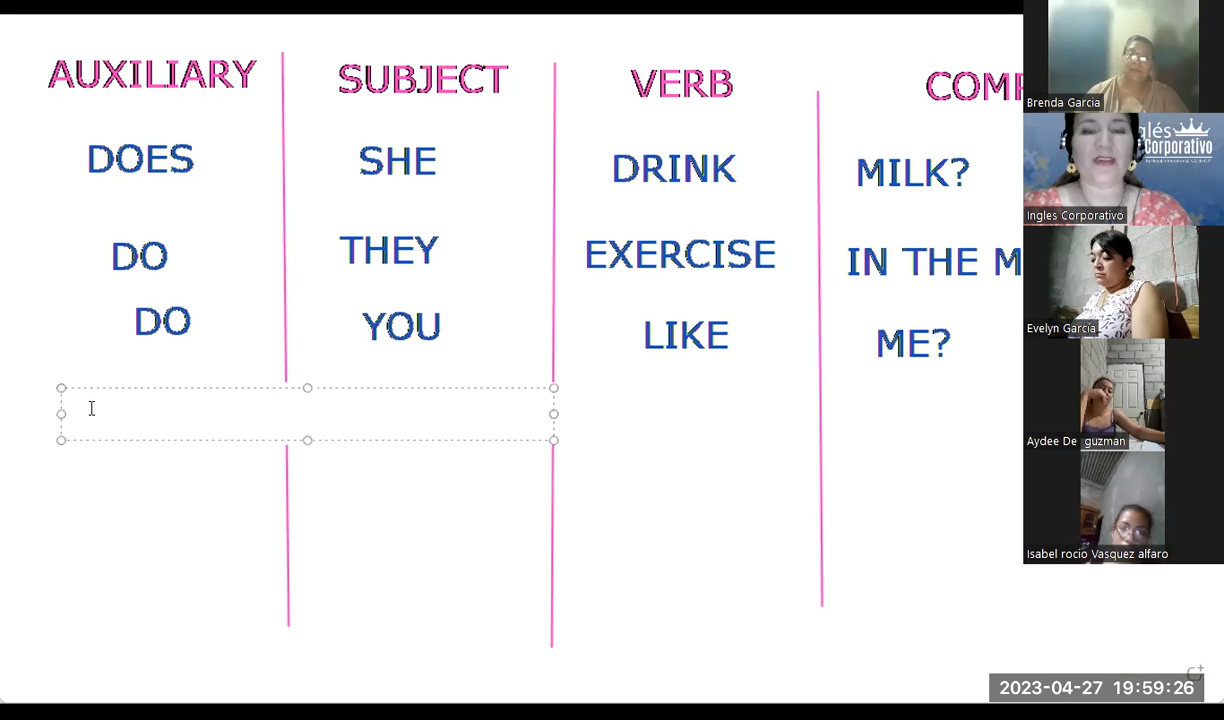 AUXILIARY SUBJECT VERB COMP
DOES SHE DRINK MILK?
DO THEY EXERCISE IN THE M
DO YOU LIKE ME?
Brenda Garcia
glés
Corporativo
Ingles Corporativo
Evelyn García
Aydee De guzman
Isabel rocio Vasquez alfaro
2023-04-27 19:59:26